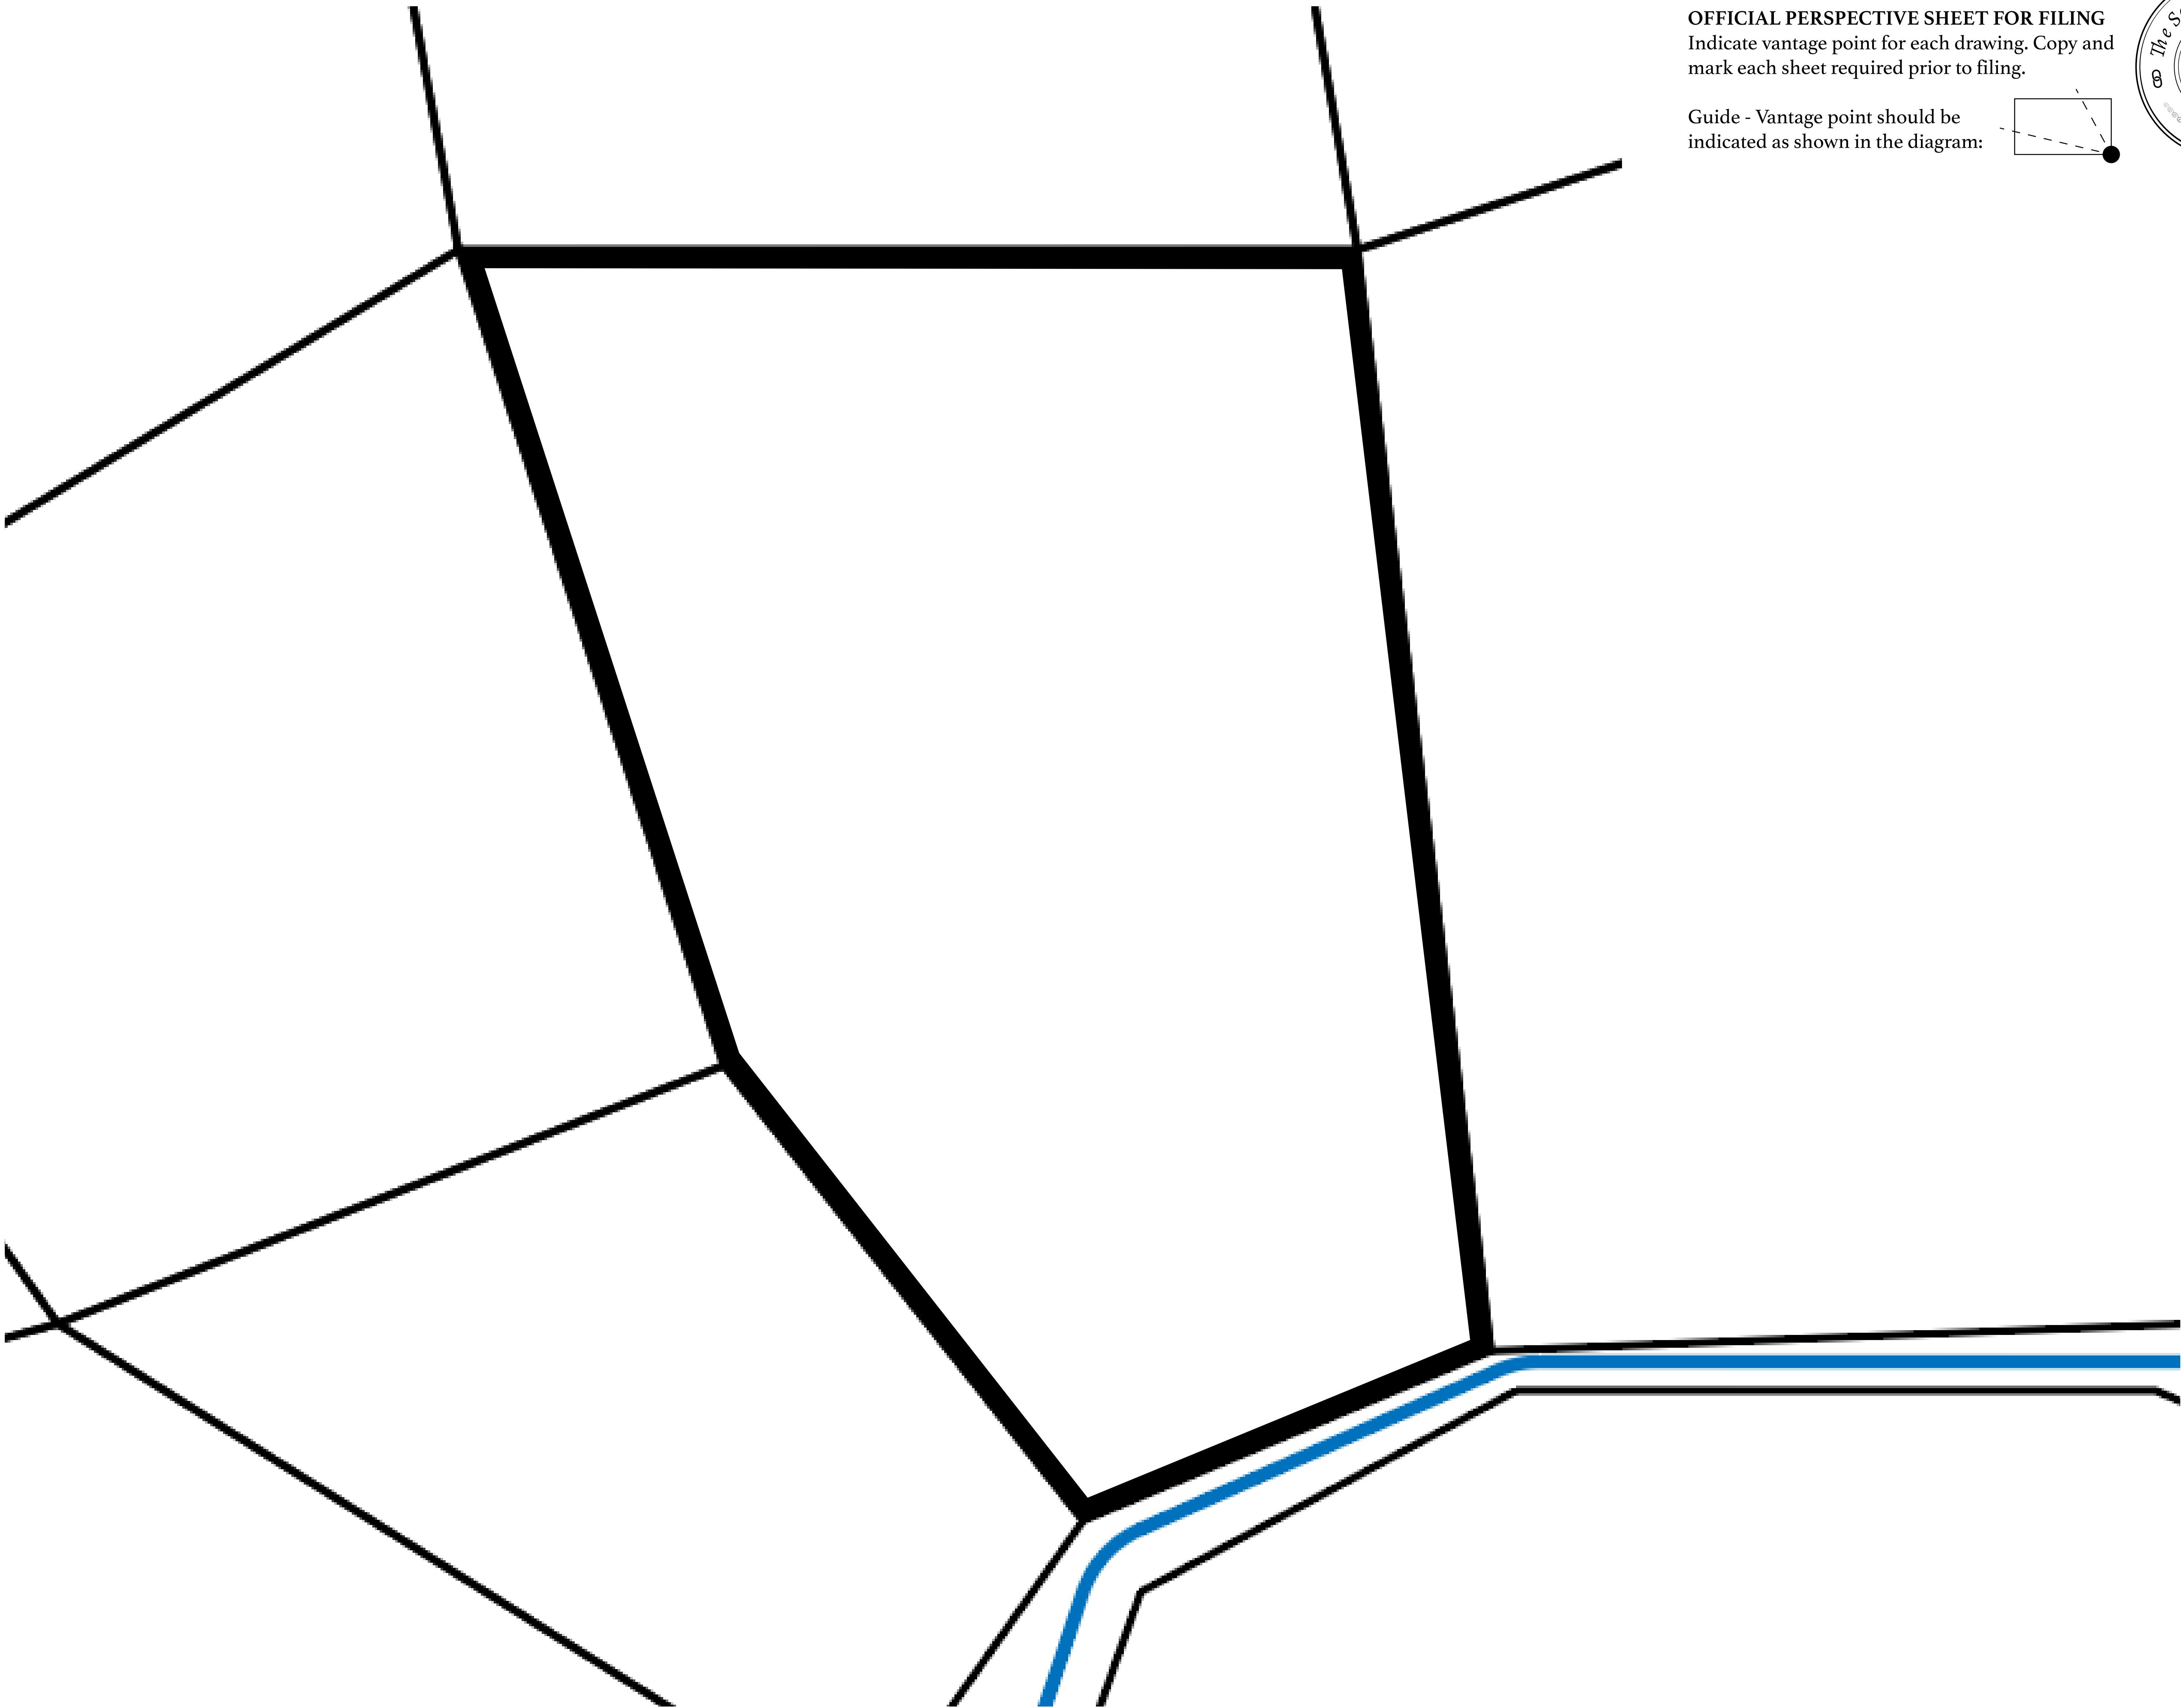 OFFICIAL PERSPECTIVE SHEET FOR FILING
Indicate vantage point for each drawing. Copy and
mark each sheet required prior to filing.
Guide - Vantage point should be
indicated as shown in the diagram:
The